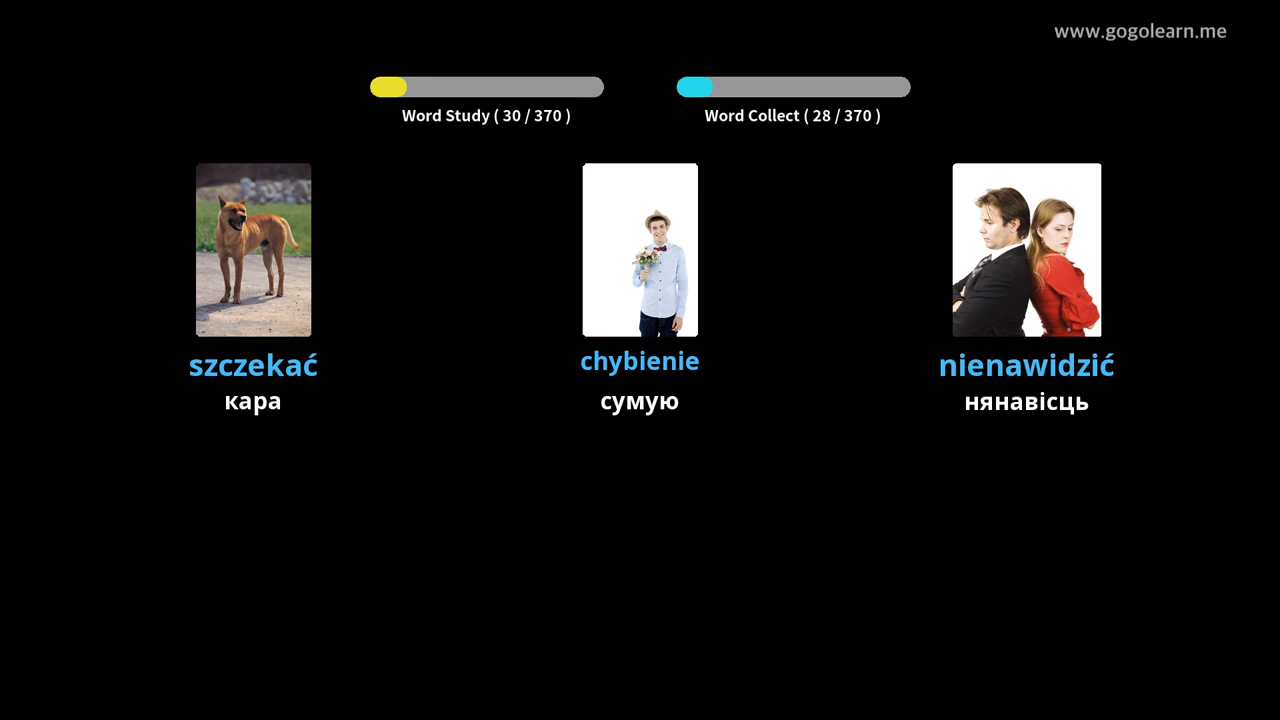 www.gogolearn.me
Word Study ( 30 / 370 )
Word Collect ( 28 / 370 )
szczekać
кара
chybienie
сумую
nienawidzić
нянавісць